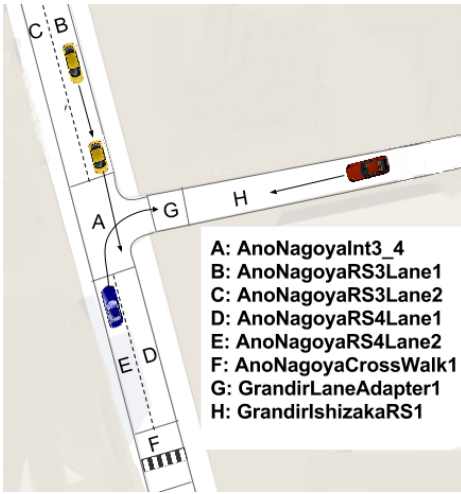 C B
A
G
H
E
D
F
A: AnoNagoyaInt3_4
B: AnoNagoyaRS3Lane1
C: AnoNagoyaRS3Lane2
D: AnoNagoyaRS4Lane1
E: AnoNagoyaRS4Lane2
F: AnoNagoyaCrossWalk1
G: GrandirLaneAdapter1
H: GrandirIshizakaRS1